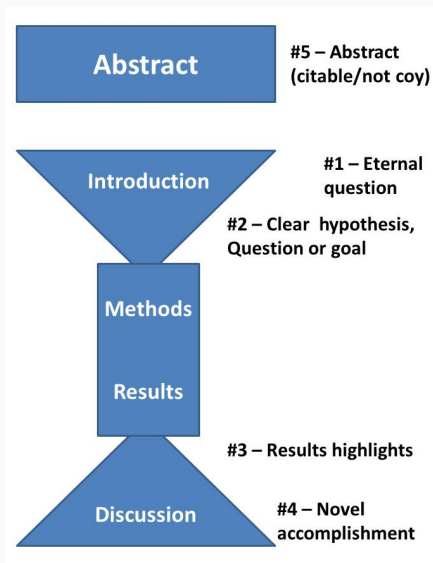 Abstract
#5 – Abstract
(citable/not coy)
Introduction
#1 – Eternal
question
#2 – Clear hypothesis,
Question or goal
Methods
Results
#3 – Results highlights
Discussion
#4 – Novel
accomplishment